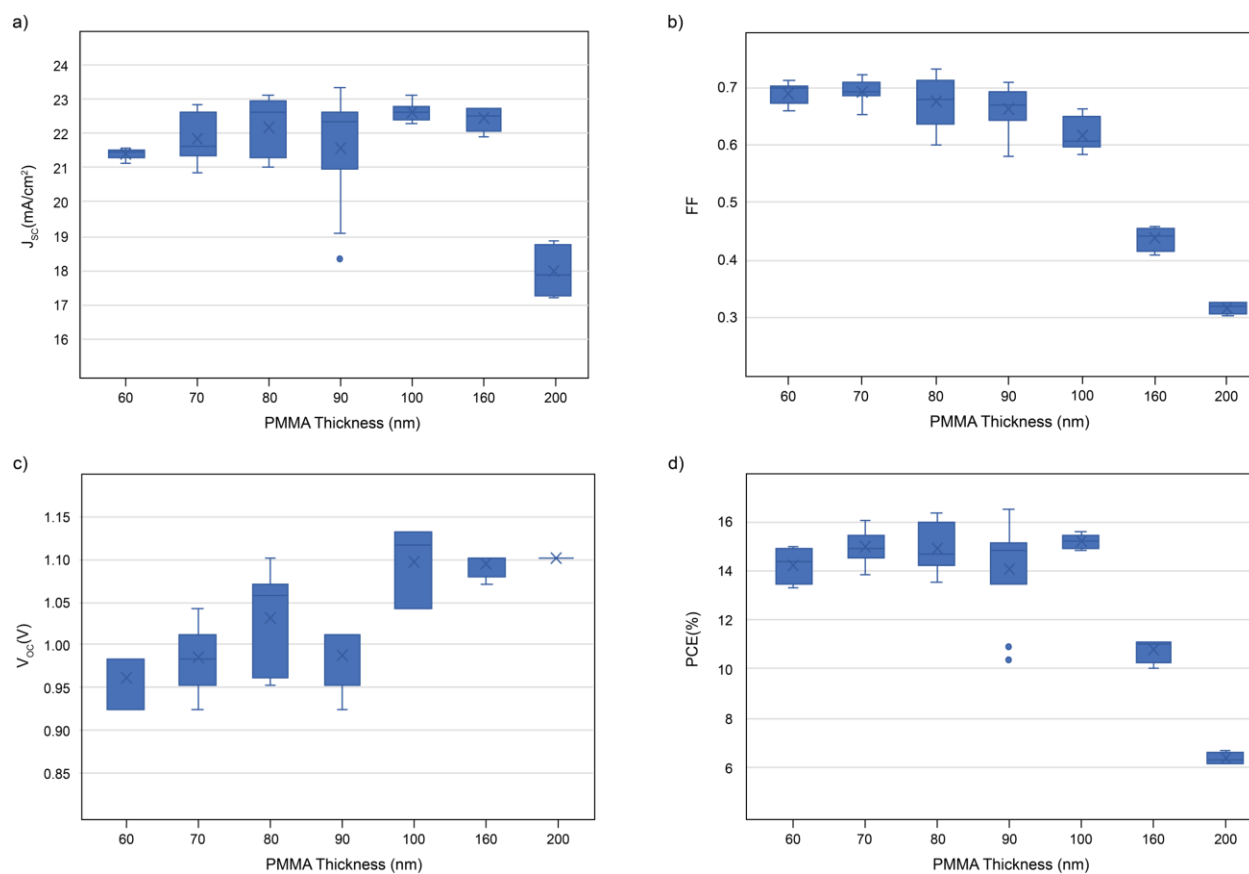 a)
24
23
22
21
20
19
18
17
16
J_SC(mA/cm²)
60 70 80 90 100 160 200
PMMA Thickness (nm)
b)
0.7
0.6
0.5
0.4
0.3
FF
60 70 80 90 100 160 200
PMMA Thickness (nm)
c)
1.15
1.10
1.05
1.00
0.95
0.90
0.85
V_OC(V)
60 70 80 90 100 160 200
PMMA Thickness (nm)
d)
16
14
12
10
8
6
PCE(%)
60 70 80 90 100 160 200
PMMA Thickness (nm)